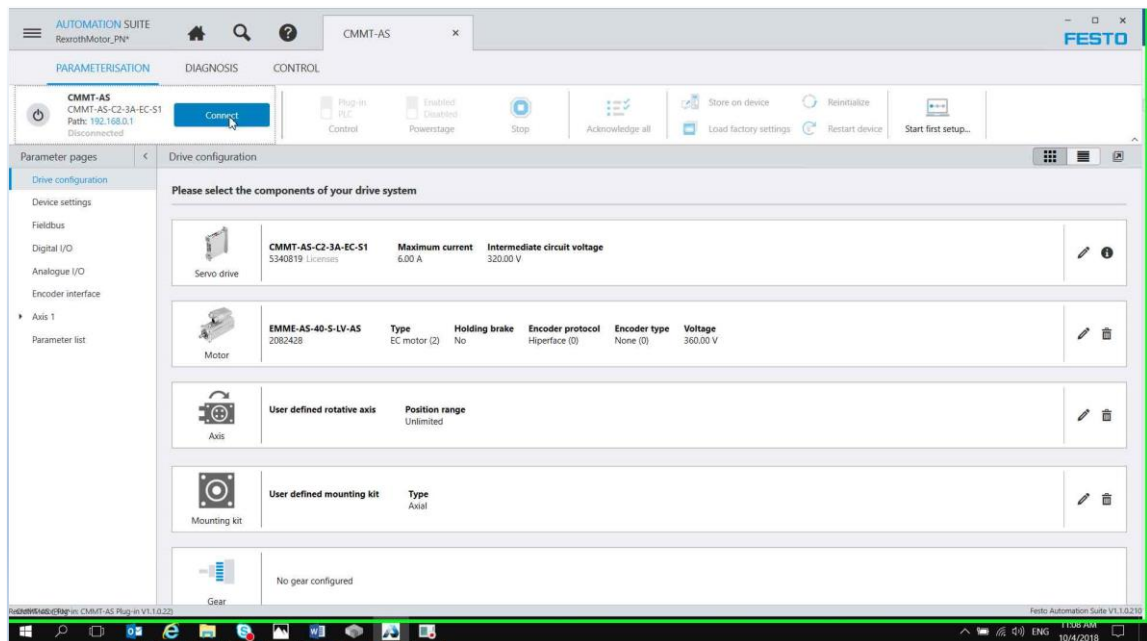 AUTOMATION SUITE
RexrothMotor_PN*
CMMT-AS
FESTO
PARAMETERISATION DIAGNOSIS CONTROL
CMMT-AS
CMMT-AS-C2-3A-EC-S1
Path: 192.168.0.1
Disconnected
Connect
Plug-in
PLC
Control
Enabled
Disabled
Powerstage
Stop
Acknowledge all
Store on device
Load factory settings
Reinitialize
Restart device
Start first setup...
Parameter pages
Drive configuration
Device settings
Fieldbus
Digital I/O
Analogue I/O
Encoder interface
Axis 1
Parameter list
Drive configuration
Please select the components of your drive system
Servo drive
CMMT-AS-C2-3A-EC-S1 Maximum current Intermediate circuit voltage
5340819 Licenses 6.00 A 320.00 V
Motor
EMME-AS-40-S-LV-AS Type Holding brake Encoder protocol Encoder type Voltage
2082428 EC motor (2) No Hiperface (0) None (0) 360.00 V
Axis
User defined rotative axis Position range
Unlimited
Mounting kit
User defined mounting kit Type
Axial
Gear
No gear configured
CMMT-AS Plug-in V1.1.0.22)
Festo Automation Suite V1.1.0.210
ENG
11:08 AM
10/4/2018